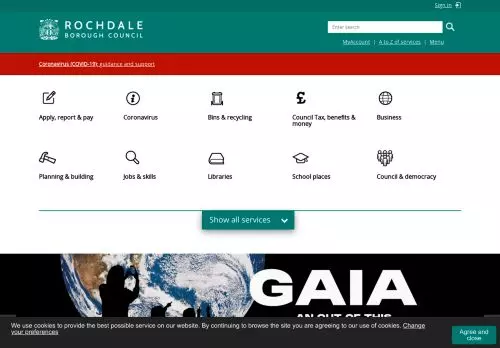 Sign in
ROCHDALE
BOROUGH COUNCIL
Enter search
MyAccount | A to Z of services | Menu
Coronavirus (COVID-19): guidance and support
Apply, report & pay
Coronavirus
Bins & recycling
Council Tax, benefits &
money
Business
Planning & building
Jobs & skills
Libraries
School places
Council & democracy
Show all services
GAIA
AN OUT OF THIS
We use cookies to provide the best possible service on our website. By continuing to browse the site you are agreeing to our use of cookies. Change
your preferences
Agree and
close